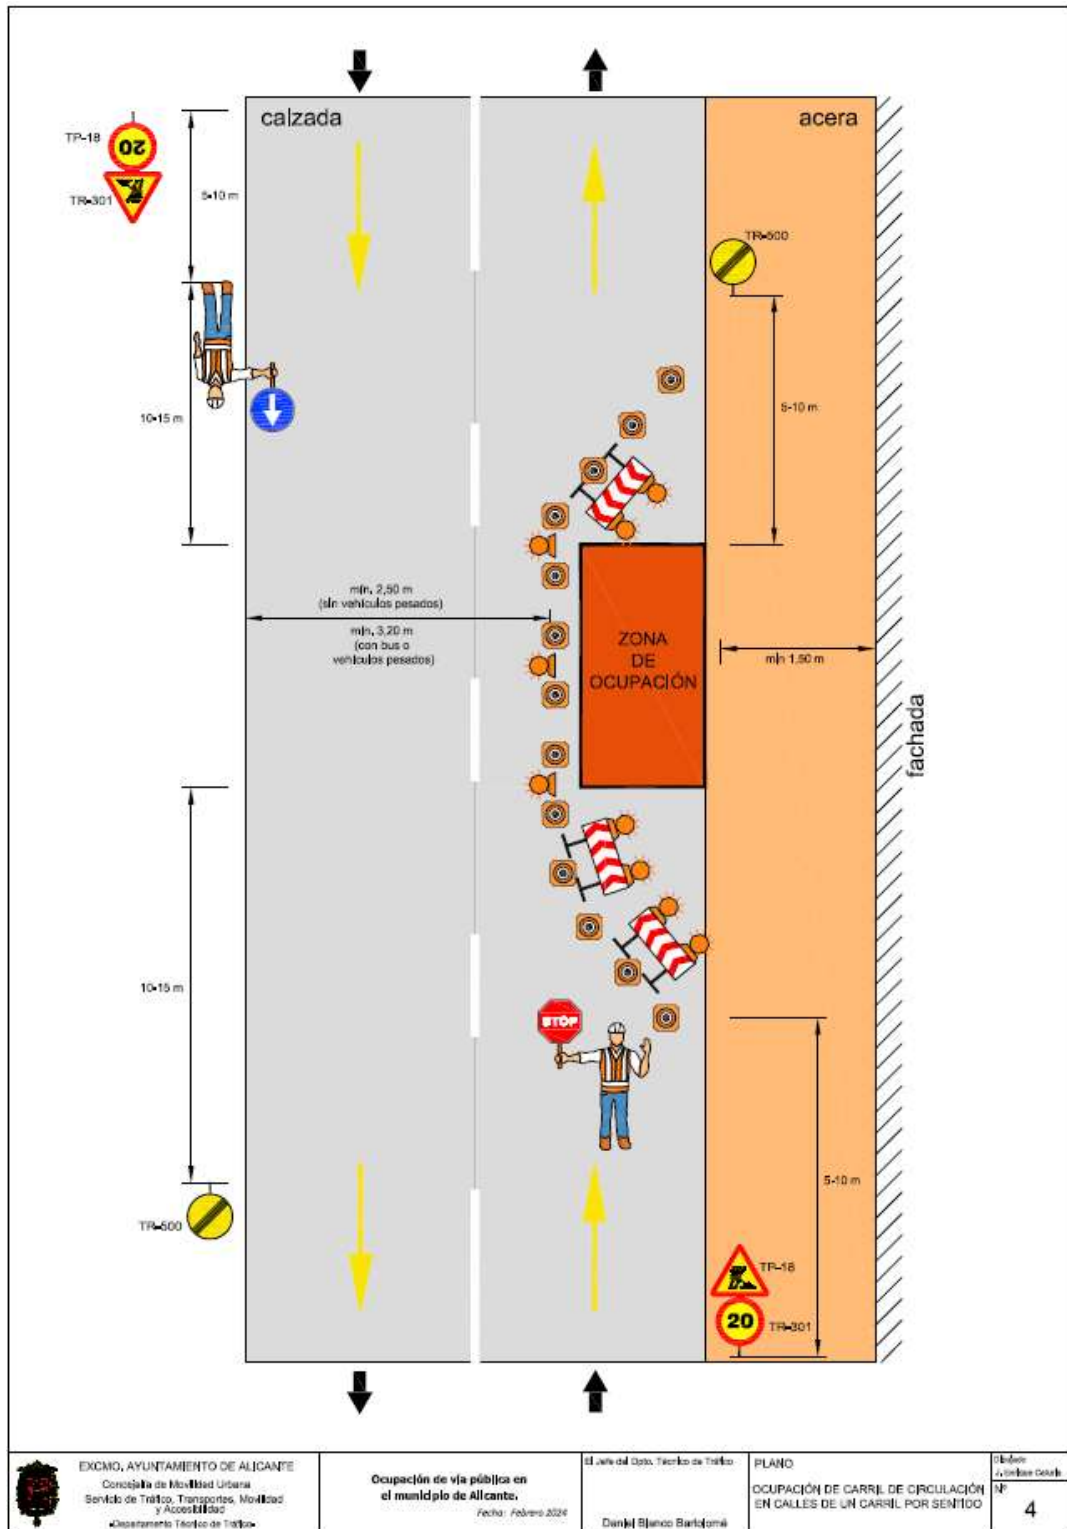 calzada
acera
TP-18
20
TR-301
5-10 m
TR-500
10-15 m
5-10 m
mín. 2,50 m
(sin vehículos pesados)
mín. 3,20 m
(con bus o
vehículos pesados)
ZONA
DE
OCUPACIÓN
mín 1,50 m
fachada
10-15 m
STOP
5-10 m
TR-500
TP-18
20
TR-301
EXCMO. AYUNTAMIENTO DE ALICANTE
Concejalía de Movilidad Urbana
Servicio de Tráfico, Transportes, Movilidad
y Accesibilidad
-Departamento Técnico de Tráfico-
Ocupación de vía pública en
el municipio de Alicante.
Fecha: Febrero 2024
El Jefe del Dpto. Técnico de Tráfico
Daniel Blanco Bartolomé
PLANO
OCUPACIÓN DE CARRIL DE CIRCULACIÓN
EN CALLES DE UN CARRIL POR SENTIDO
Dibujado
Nº
4